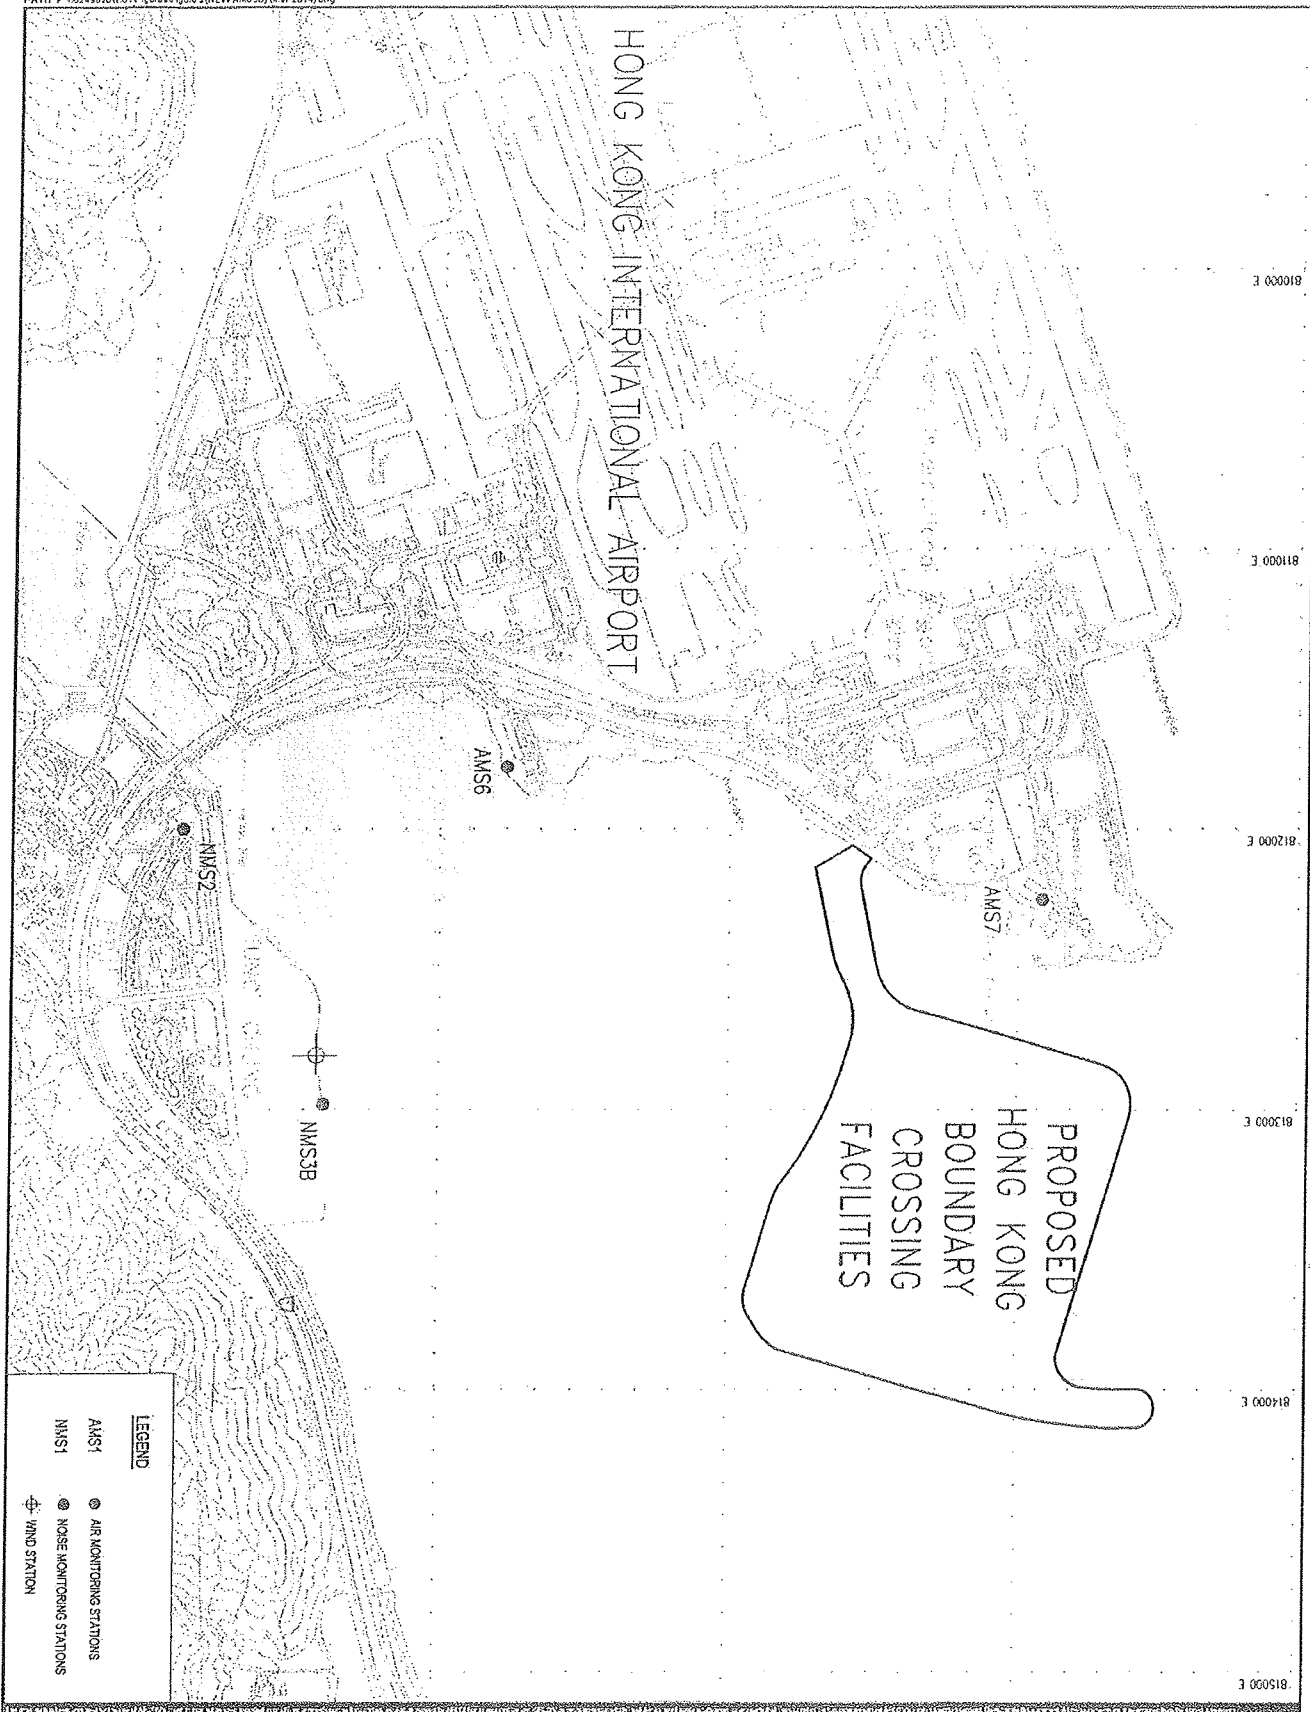 HONG KONG INTERNATIONAL AIRPORT
810000 E
811000 E
812000 E
813000 E
814000 E
815000 E
AMS6
AMS7
NMS2
NMS3B
PROPOSED
HONG KONG
BOUNDARY
CROSSING
FACILITIES
LEGEND
AMS1 AIR MONITORING STATIONS
NMS1 NOISE MONITORING STATIONS
WIND STATION